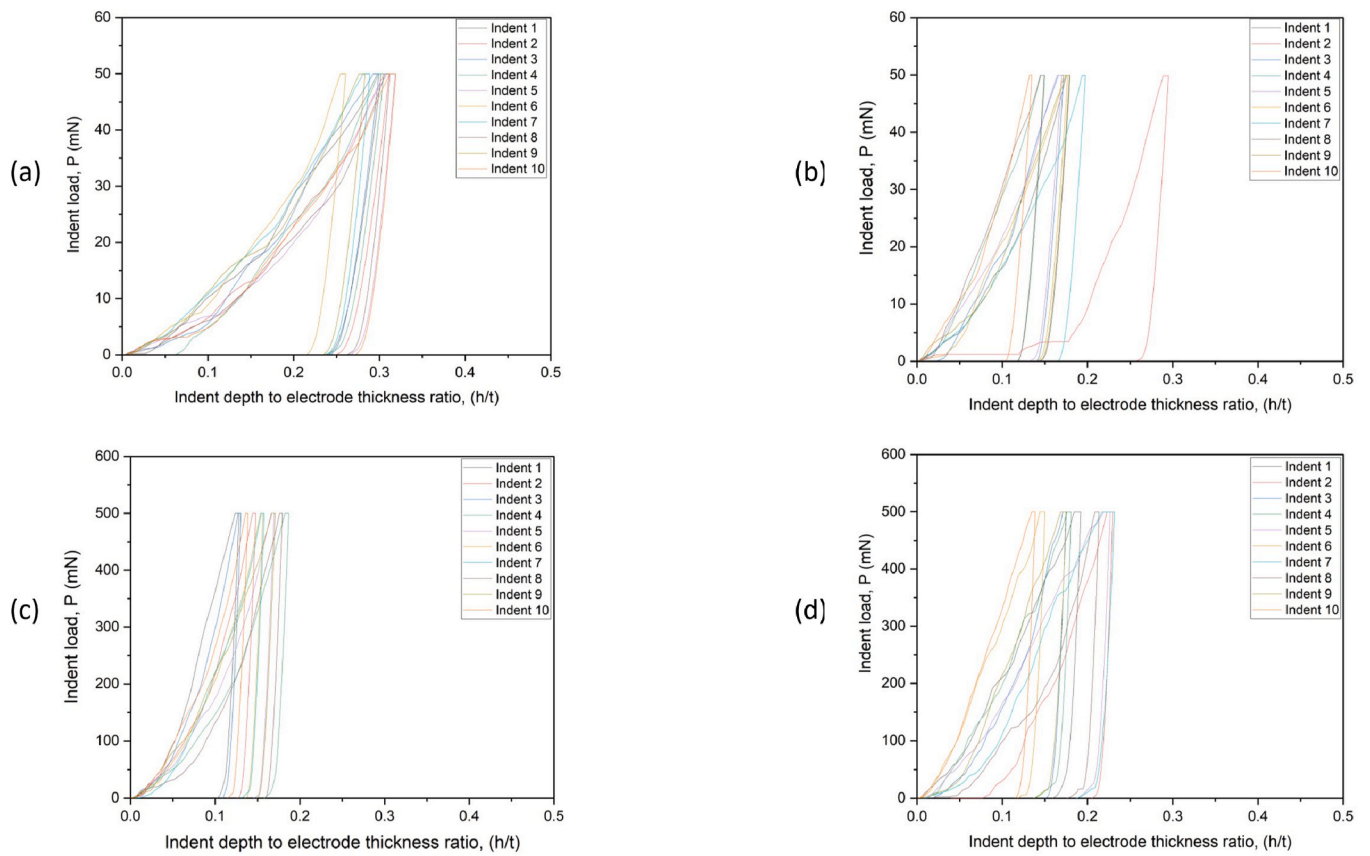 (a)
60
50
40
30
20
10
0
Indent load, P (mN)
0.0 0.1 0.2 0.3 0.4 0.5
Indent depth to electrode thickness ratio, (h/t)
Indent 1
Indent 2
Indent 3
Indent 4
Indent 5
Indent 6
Indent 7
Indent 8
Indent 9
Indent 10
(b)
60
50
40
30
20
10
0
Indent load, P (mN)
0.0 0.1 0.2 0.3 0.4 0.5
Indent depth to electrode thickness ratio, (h/t)
Indent 1
Indent 2
Indent 3
Indent 4
Indent 5
Indent 6
Indent 7
Indent 8
Indent 9
Indent 10
(c)
600
500
400
300
200
100
0
Indent load, P (mN)
0.0 0.1 0.2 0.3 0.4 0.5
Indent depth to electrode thickness ratio, (h/t)
Indent 1
Indent 2
Indent 3
Indent 4
Indent 5
Indent 6
Indent 7
Indent 8
Indent 9
Indent 10
(d)
600
500
400
300
200
100
0
Indent load, P (mN)
0.0 0.1 0.2 0.3 0.4 0.5
Indent depth to electrode thickness ratio, (h/t)
Indent 1
Indent 2
Indent 3
Indent 4
Indent 5
Indent 6
Indent 7
Indent 8
Indent 9
Indent 10